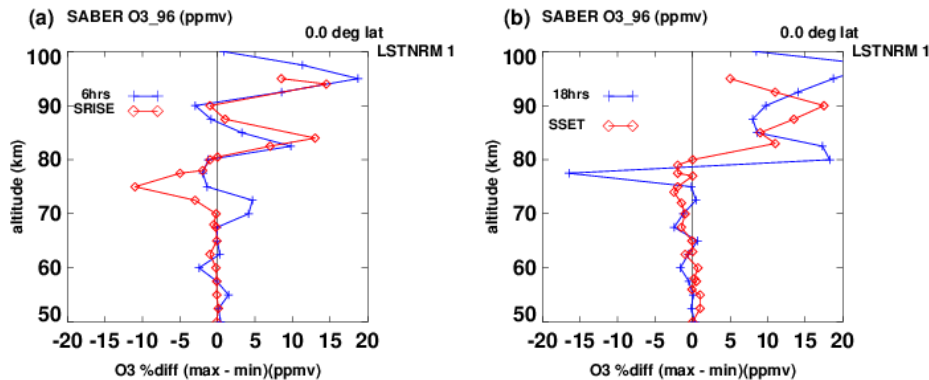 (a) SABER O3_96 (ppmv)
0.0 deg lat
LSTNRM 1
6hrs
SRISE
altitude (km)
100
90
80
70
60
50
-20 -15 -10 -5 0 5 10 15 20
O3 %diff (max - min)(ppmv)
(b) SABER O3_96 (ppmv)
0.0 deg lat
LSTNRM 1
18hrs
SSET
altitude (km)
100
90
80
70
60
50
-20 -15 -10 -5 0 5 10 15 20
O3 %diff (max - min)(ppmv)